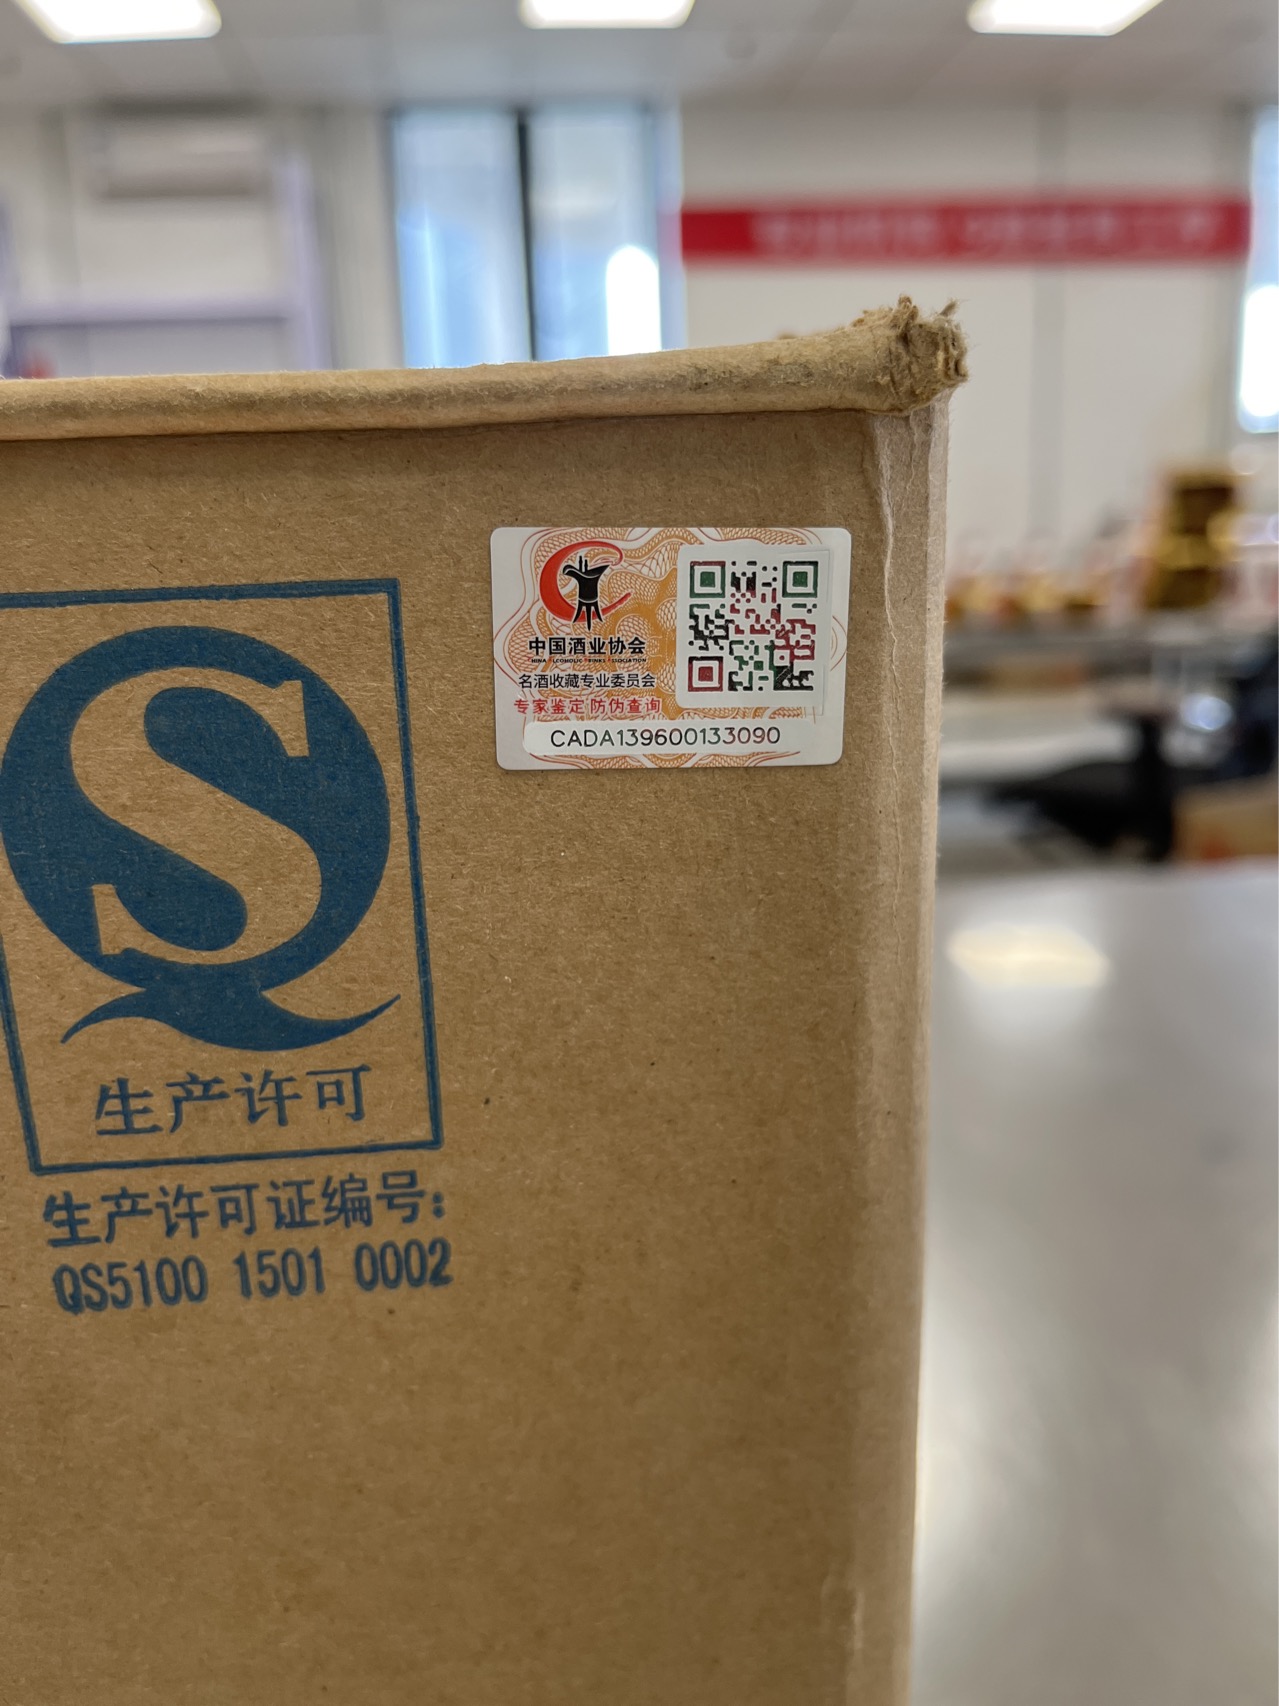 中国酒业协会
名酒收藏专业委员会
专家鉴定 防伪查询
CADA139600133090
S
生产许可
生产许可证编号:
QS5100 1501 0002